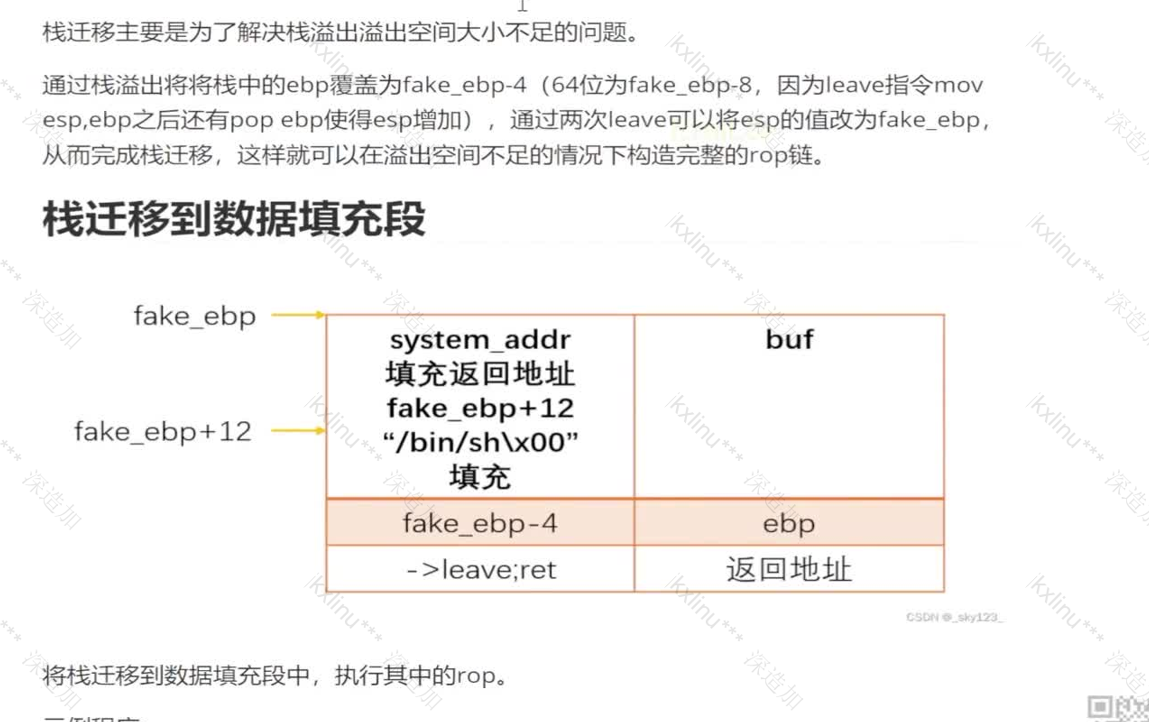 栈迁移主要是为了解决栈溢出溢出空间大小不足的问题。
通过栈溢出将将栈中的ebp覆盖为fake_ebp-4（64位为fake_ebp-8，因为leave指令mov
esp,ebp之后还有pop ebp使得esp增加），通过两次leave可以将esp的值改为fake_ebp，
从而完成栈迁移，这样就可以在溢出空间不足的情况下构造完整的rop链。
栈迁移到数据填充段
fake_ebp
system_addr
buf
填充返回地址
fake_ebp+12
fake_ebp+12
“/bin/sh\x00”
填充
fake_ebp-4
ebp
->leave;ret
返回地址
CSDN @_sky123_
将栈迁移到数据填充段中，执行其中的rop。
kxlinu***
深造加